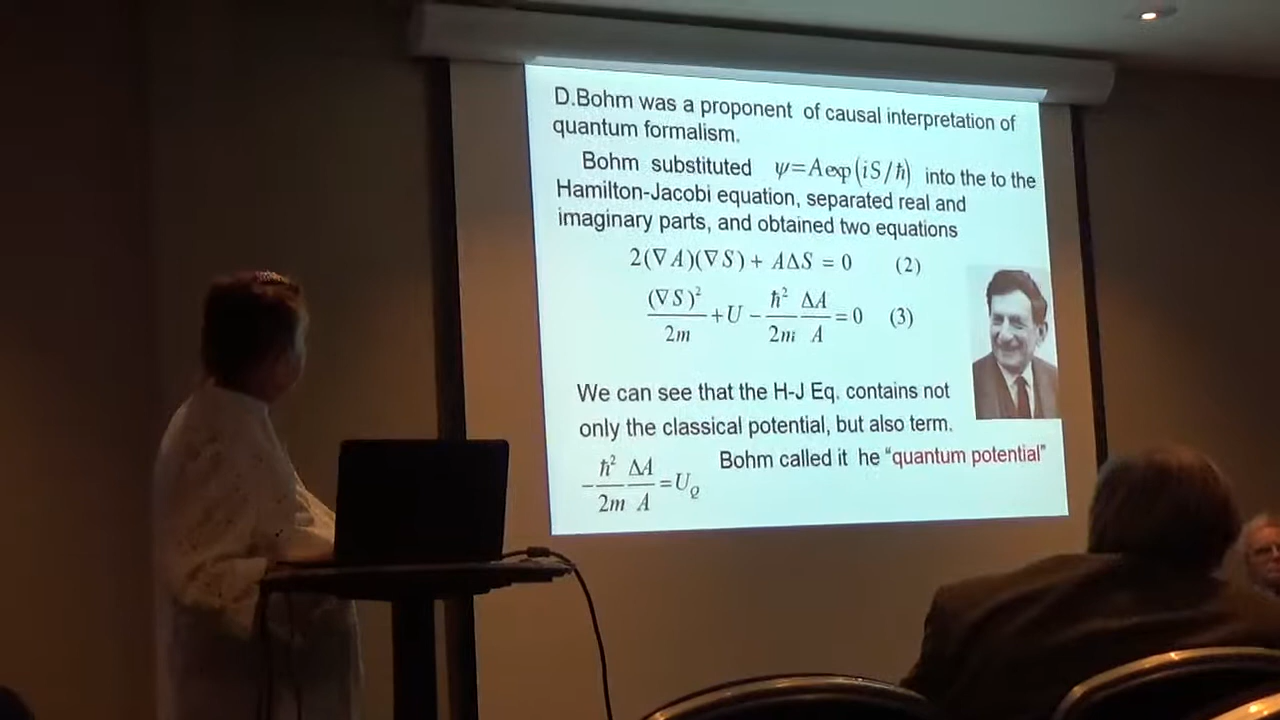 D.Bohm was a proponent of causal interpretation of
quantum formalism.
Bohm substituted ψ=A exp(iS/ħ) into the to the
Hamilton-Jacobi equation, separated real and
imaginary parts, and obtained two equations
2(∇A)(∇S)+ AΔS = 0 (2)
(∇S)²/2m +U − ħ²/2m ΔA/A =0 (3)
We can see that the H-J Eq. contains not
only the classical potential, but also term.
Bohm called it he “quantum potential”
−ħ²/2m ΔA/A =U_Q